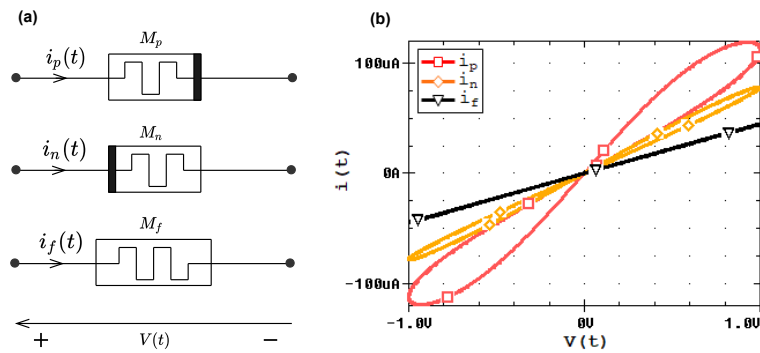 (a)
M_p
i_p(t)
M_n
i_n(t)
M_f
i_f(t)
+ V(t) −
(b)
100uA
i_p
i_n
i_f
0A
i(t)
-100uA
-1.0V 0V 1.0V
V(t)